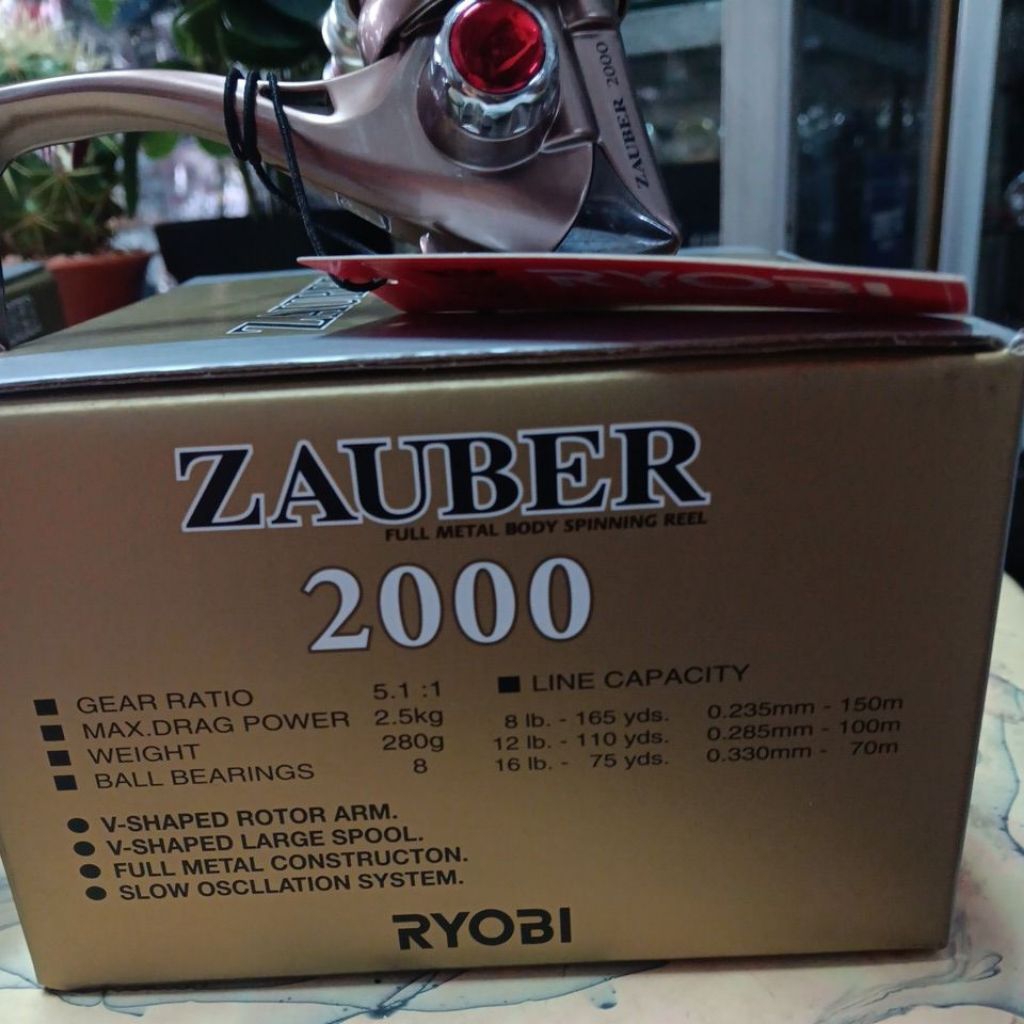 ZAUBER 2000
RYOBI
ZAUBER
FULL METAL BODY SPINNING REEL
2000
GEAR RATIO 5.1 :1
MAX.DRAG POWER 2.5kg
WEIGHT 280g
BALL BEARINGS 8
LINE CAPACITY
8 lb. - 165 yds. 0.235mm - 150m
12 lb. - 110 yds. 0.285mm - 100m
16 lb. - 75 yds. 0.330mm - 70m
V-SHAPED ROTOR ARM.
V-SHAPED LARGE SPOOL.
FULL METAL CONSTRUCTON.
SLOW OSCLLATION SYSTEM.
RYOBI